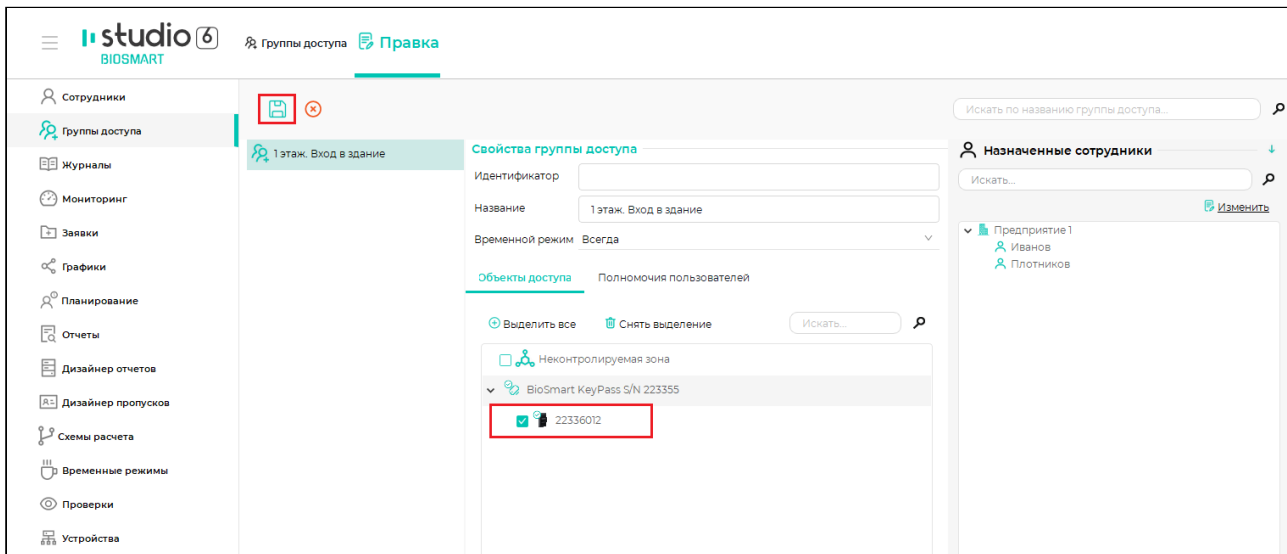 studio 6
BIOSMART
Группы доступа
Правка
Сотрудники
Группы доступа
Журналы
Мониторинг
Заявки
Графики
Планирование
Отчеты
Дизайнер отчетов
Дизайнер пропусков
Схемы расчета
Временные режимы
Проверки
Устройства
Искать по названию группы доступа...
1 этаж. Вход в здание
Свойства группы доступа
Идентификатор
Название 1 этаж. Вход в здание
Временной режим Всегда
Объекты доступа Полномочия пользователей
Выделить все Снять выделение Искать...
Неконтролируемая зона
BioSmart KeyPass S/N 223355
22336012
Назначенные сотрудники
Искать...
Изменить
Предприятие 1
Иванов
Плотников